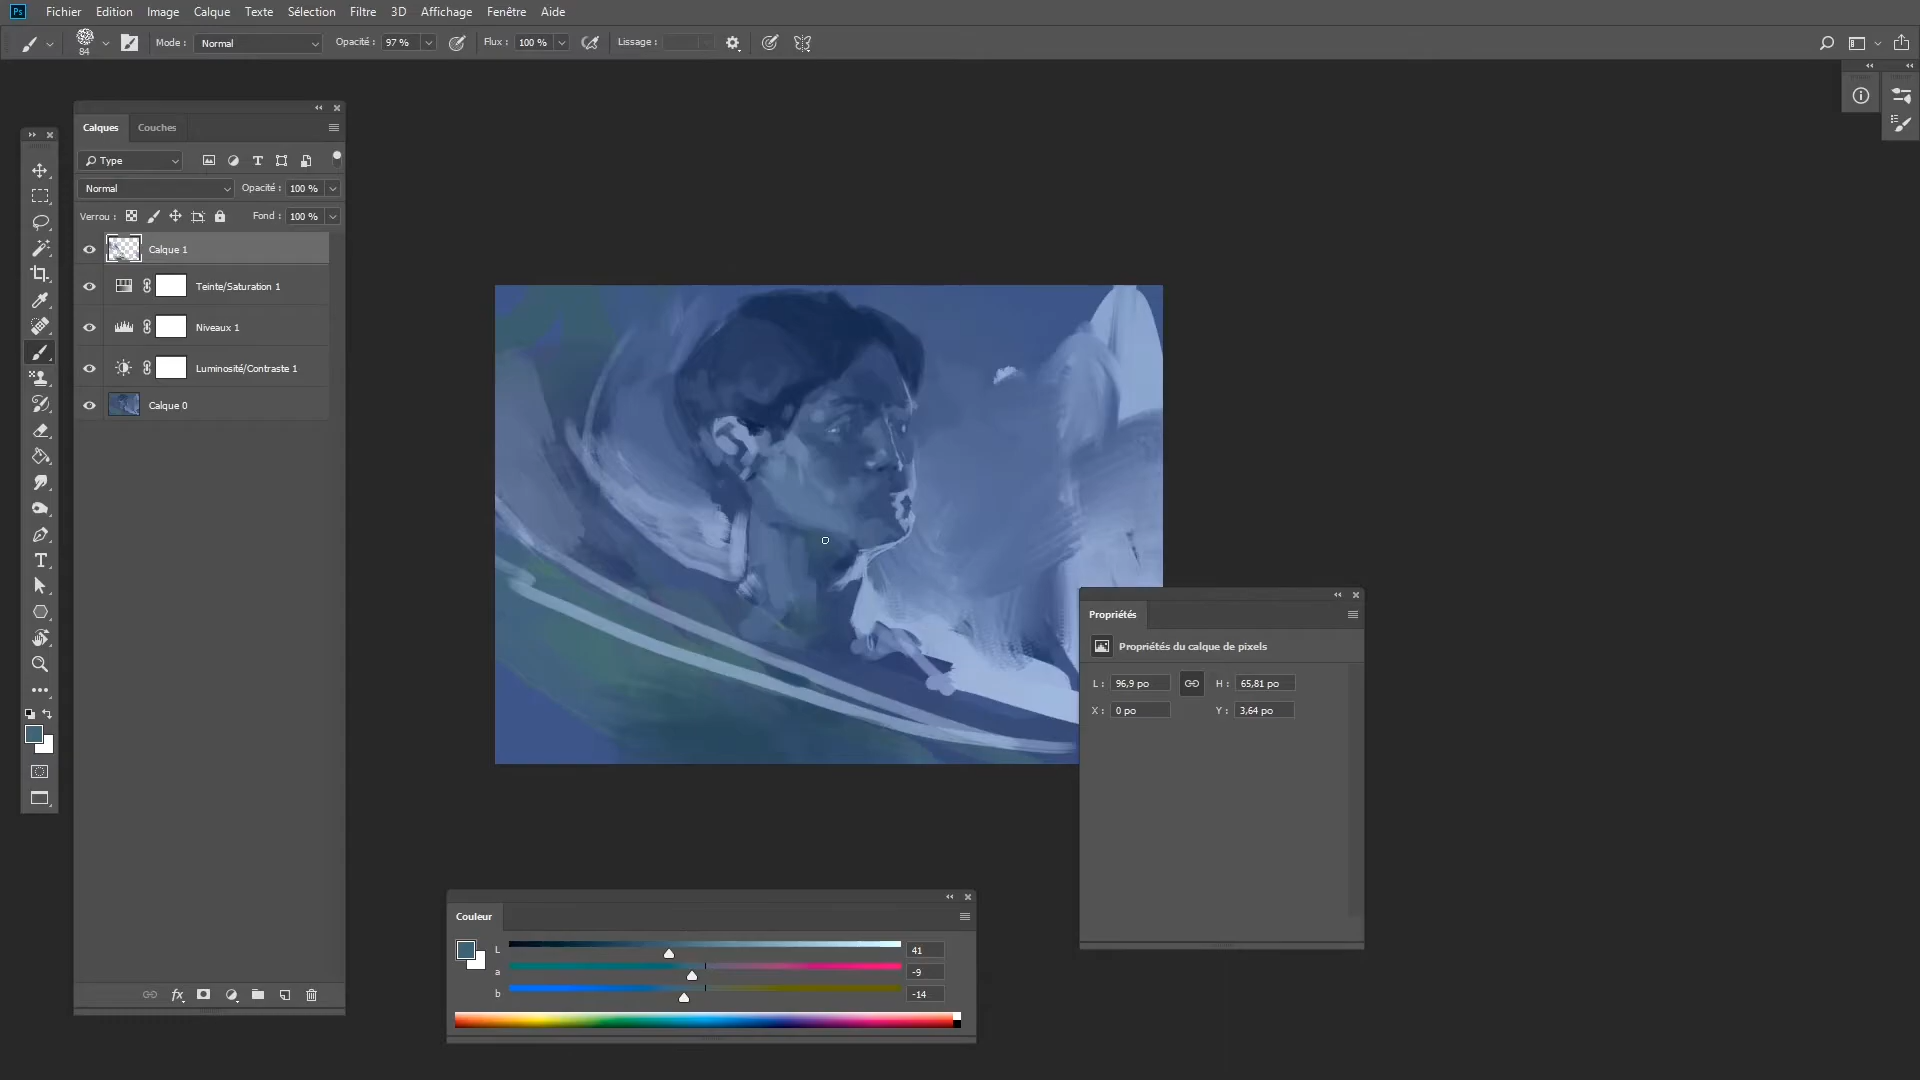 Ps Fichier Edition Image Calque Texte Sélection Filtre 3D Affichage Fenêtre Aide
84 Mode : Normal Opacité : 97 % Flux : 100 % Lissage :
Calques Couches
Type
Normal Opacité : 100 %
Verrou : Fond : 100 %
Calque 1
Teinte/Saturation 1
Niveaux 1
Luminosité/Contraste 1
Calque 0
Propriétés
Propriétés du calque de pixels
L : 96,9 po H : 65,81 po
X : 0 po Y : 3,64 po
Couleur
L 41
a -9
b -14